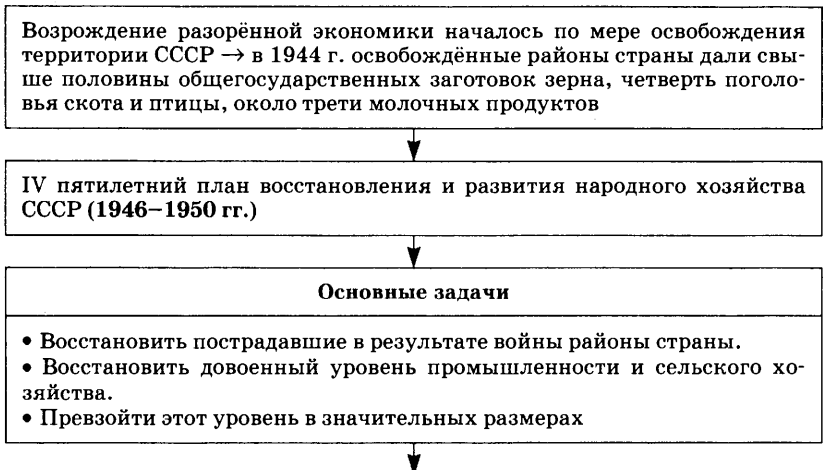 Возрождение разорённой экономики началось по мере освобождения
территории СССР → в 1944 г. освобождённые районы страны дали свы-
ше половины общегосударственных заготовок зерна, четверть поголо-
вья скота и птицы, около трети молочных продуктов
IV пятилетний план восстановления и развития народного хозяйства
СССР (1946–1950 гг.)
Основные задачи
• Восстановить пострадавшие в результате войны районы страны.
• Восстановить довоенный уровень промышленности и сельского хо-
зяйства.
• Превзойти этот уровень в значительных размерах